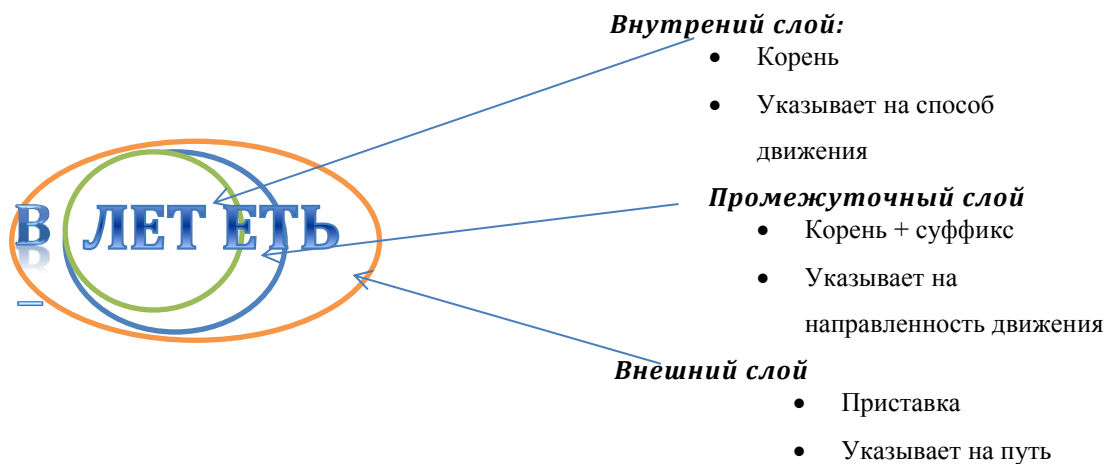 Внутрений слой:
• Корень
• Указывает на способ
движения
Промежуточный слой
• Корень + суффикс
• Указывает на
направленность движения
В ЛЕТ ЕТЬ
–
Внешний слой
• Приставка
• Указывает на путь